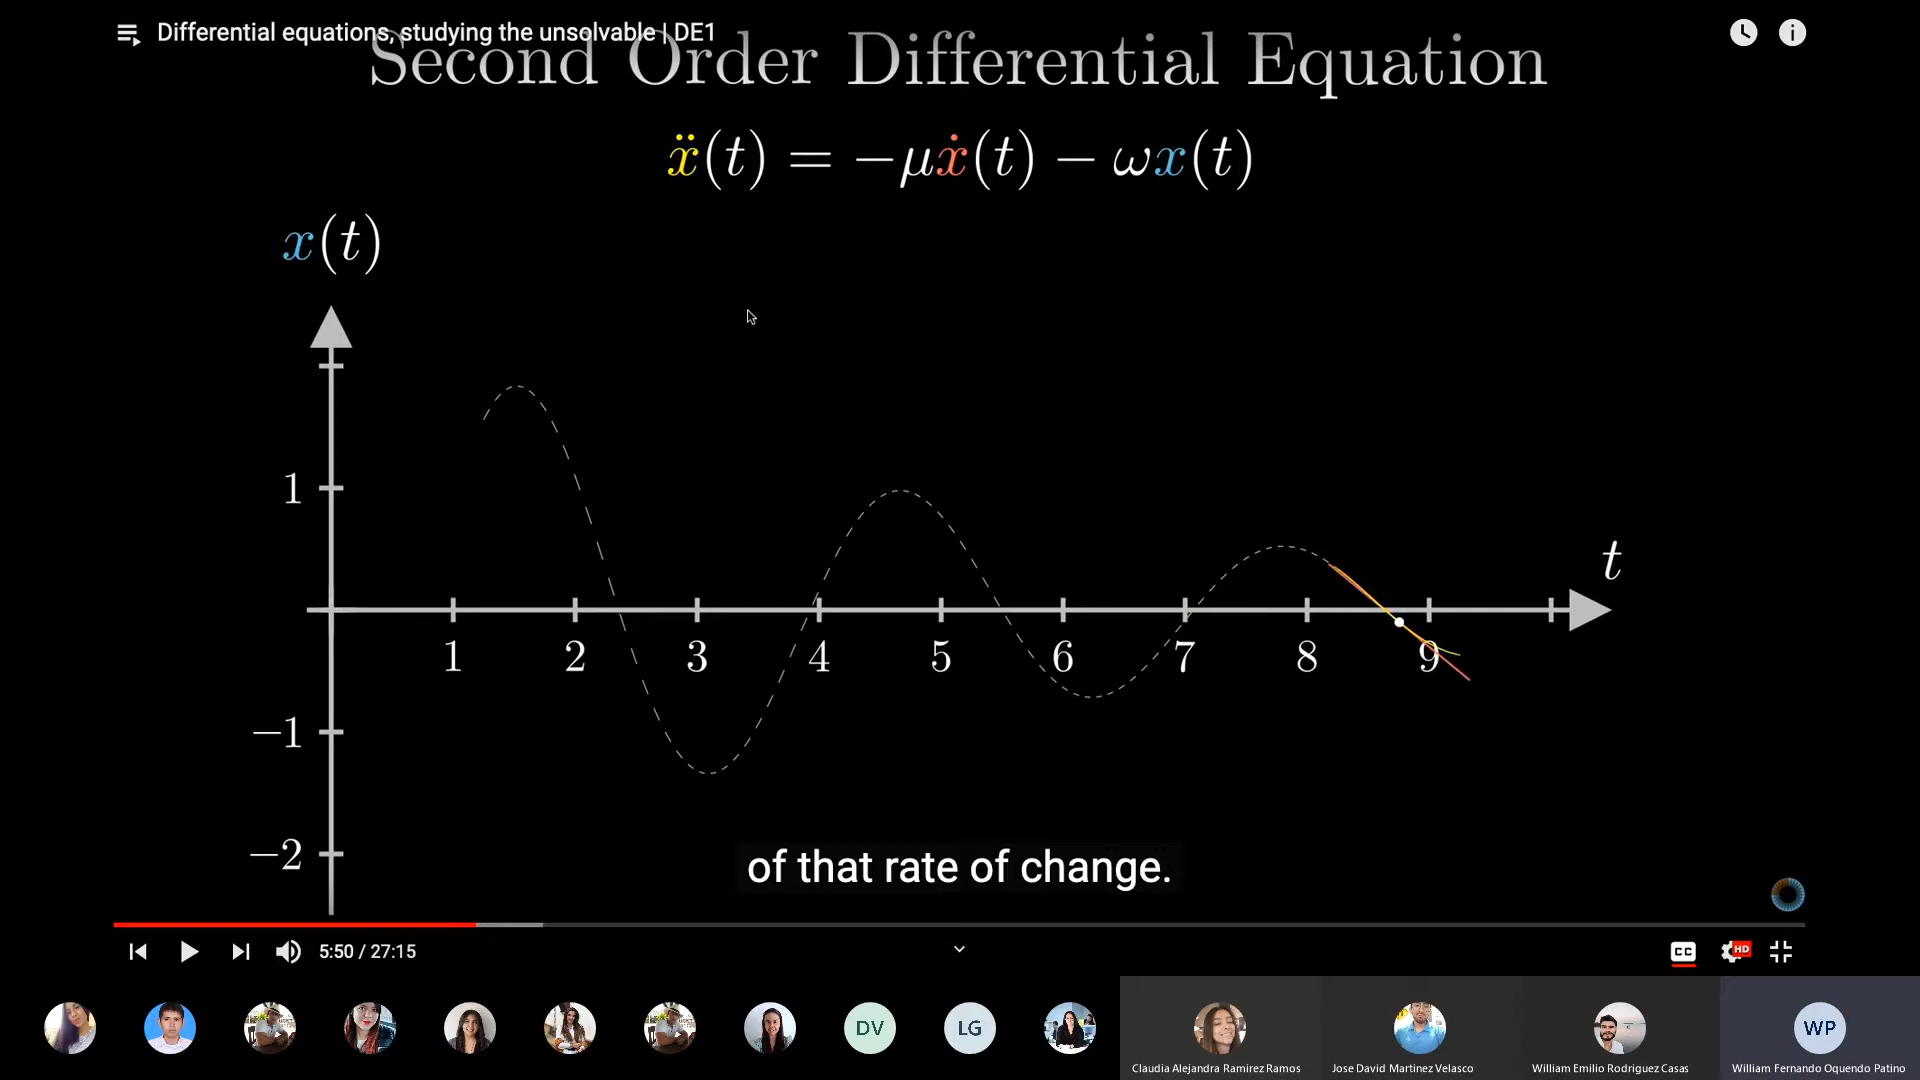 Differential equations, studying the unsolvable | DE1
Second Order Differential Equation
ẍ(t) = −μẋ(t) − ωx(t)
x(t)
1
t
1 2 3 4 5 6 7 8 9
−1
−2
of that rate of change.
5:50 / 27:15
CC HD
DV LG WP
Claudia Alejandra Ramirez Ramos Jose David Martinez Velasco William Emilio Rodriguez Casas William Fernando Oquendo Patino